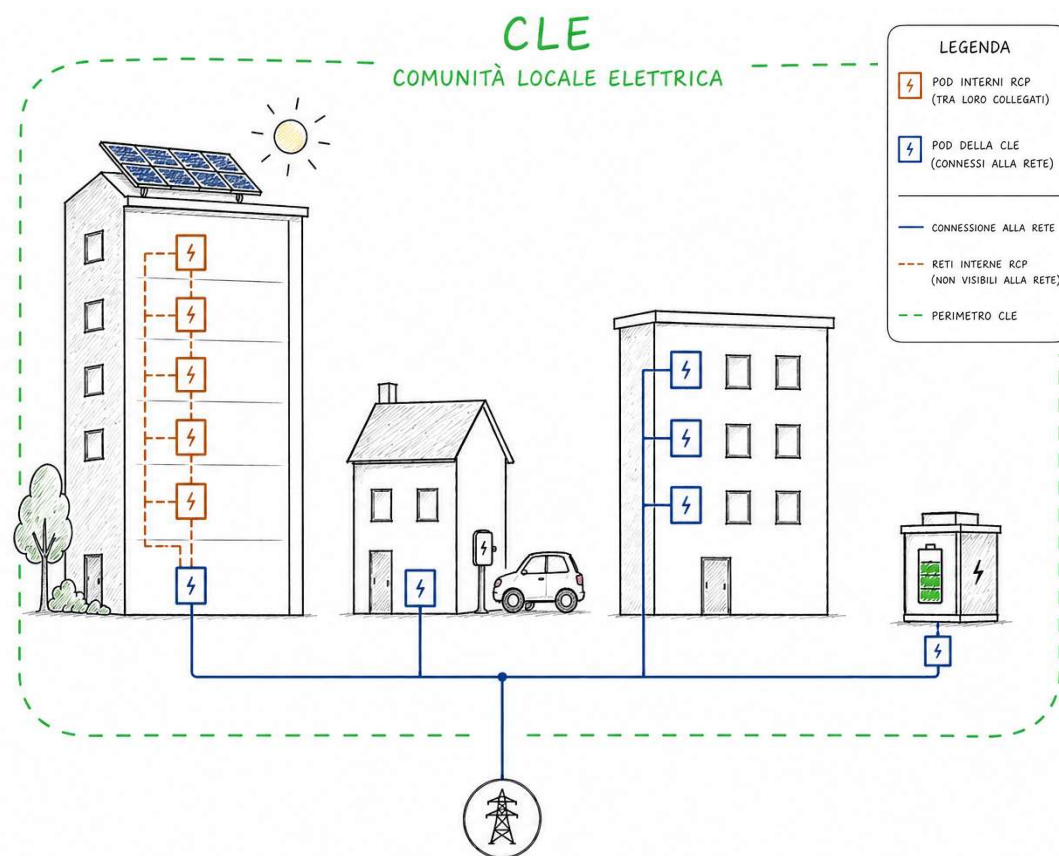 CLE
COMUNITÀ LOCALE ELETTRICA
LEGENDA
POD INTERNI RCP
(TRA LORO COLLEGATI)
POD DELLA CLE
(CONNESSI ALLA RETE)
CONNESSIONE ALLA RETE
RETI INTERNE RCP
(NON VISIBILI ALLA RETE)
PERIMETRO CLE